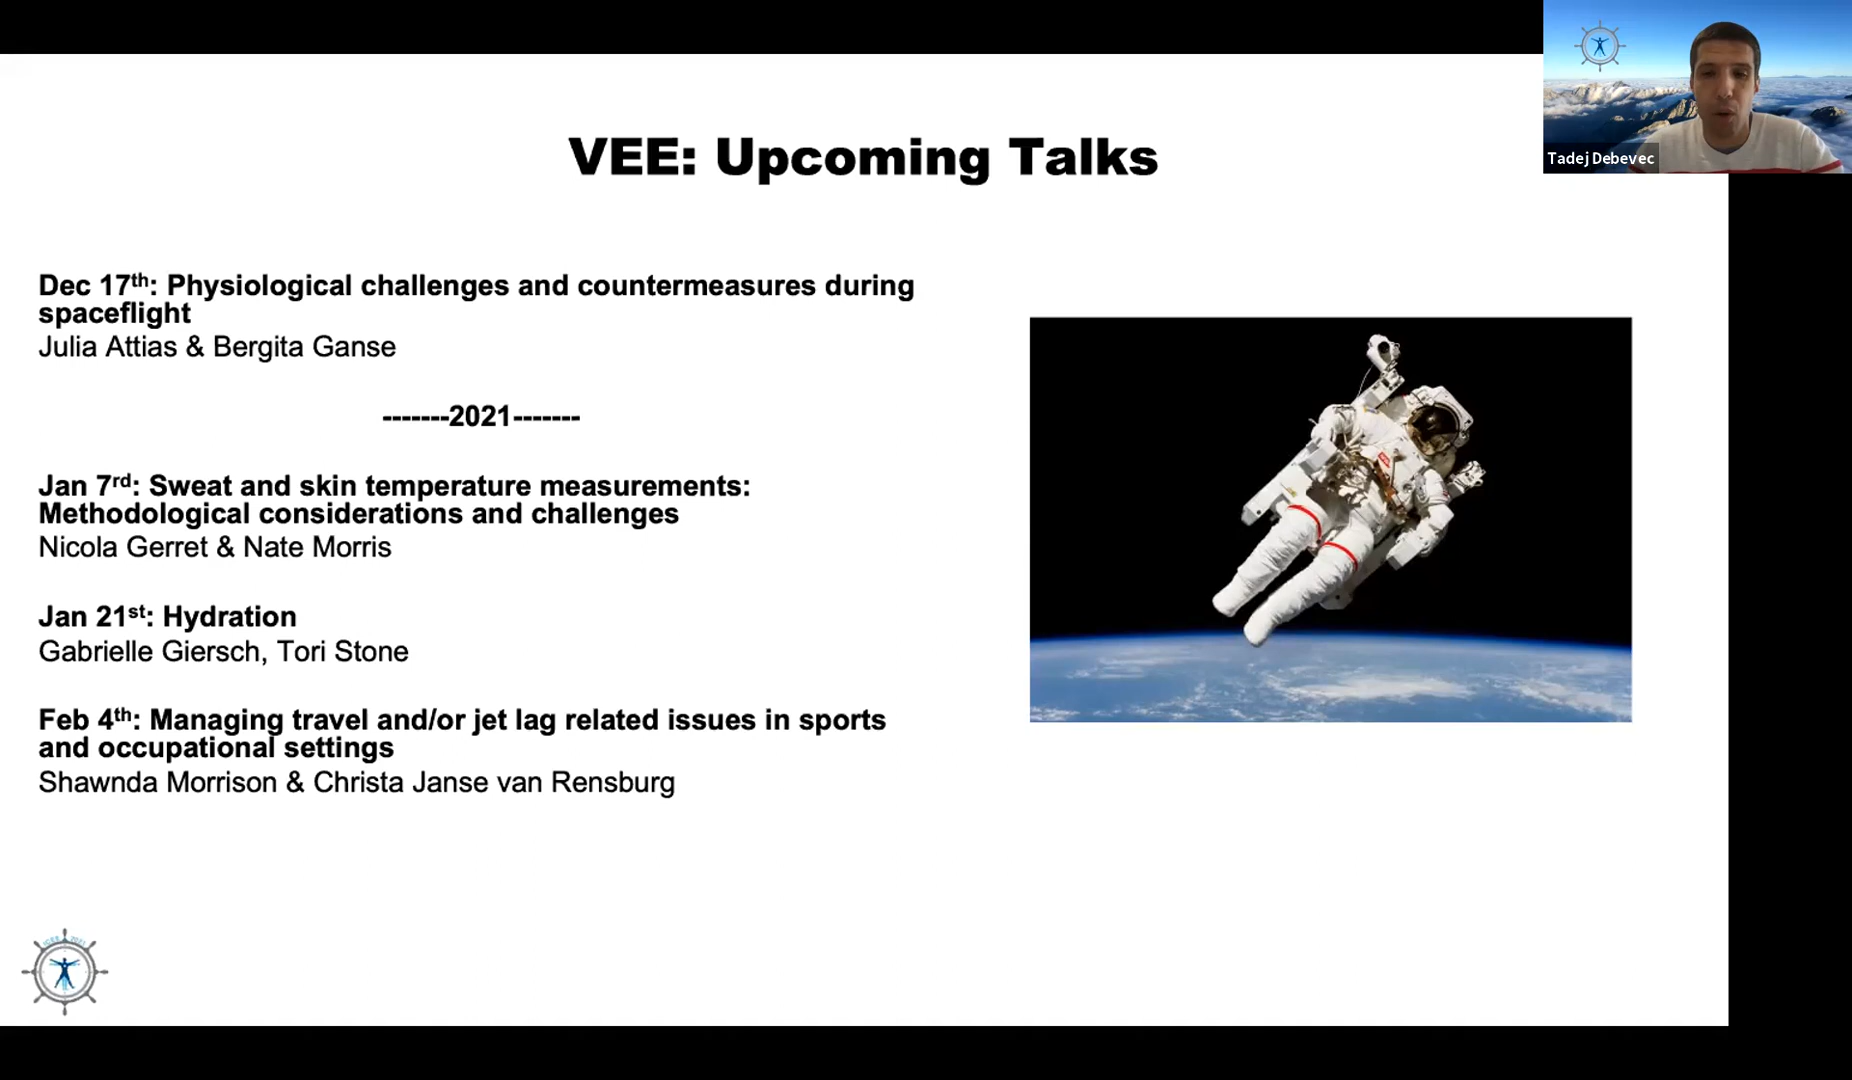 Tadej Debevec
VEE: Upcoming Talks
Dec 17th: Physiological challenges and countermeasures during
spaceflight
Julia Attias & Bergita Ganse
-------2021-------
Jan 7rd: Sweat and skin temperature measurements:
Methodological considerations and challenges
Nicola Gerret & Nate Morris
Jan 21st: Hydration
Gabrielle Giersch, Tori Stone
Feb 4th: Managing travel and/or jet lag related issues in sports
and occupational settings
Shawnda Morrison & Christa Janse van Rensburg